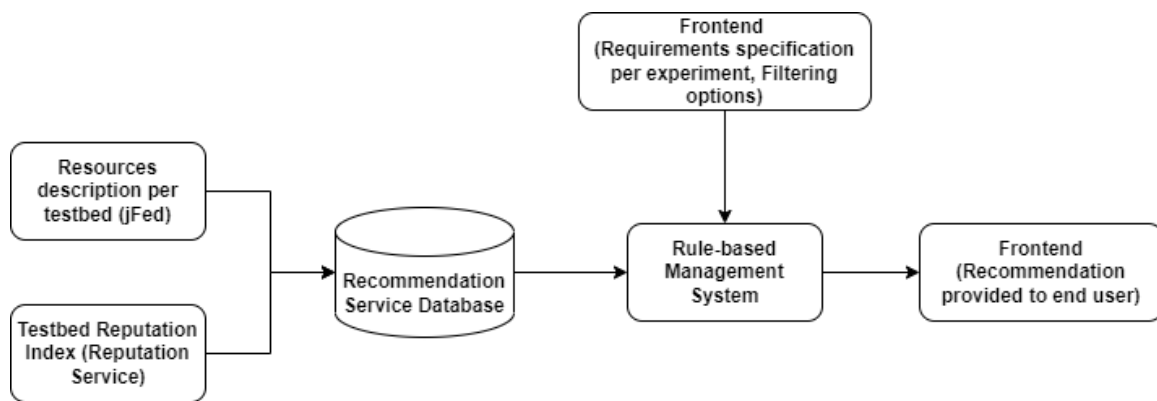 Frontend
(Requirements specification
per experiment, Filtering
options)
Resources
description per
testbed (jFed)
Recommendation
Service Database
Rule-based
Management
System
Frontend
(Recommendation
provided to end user)
Testbed Reputation
Index (Reputation
Service)